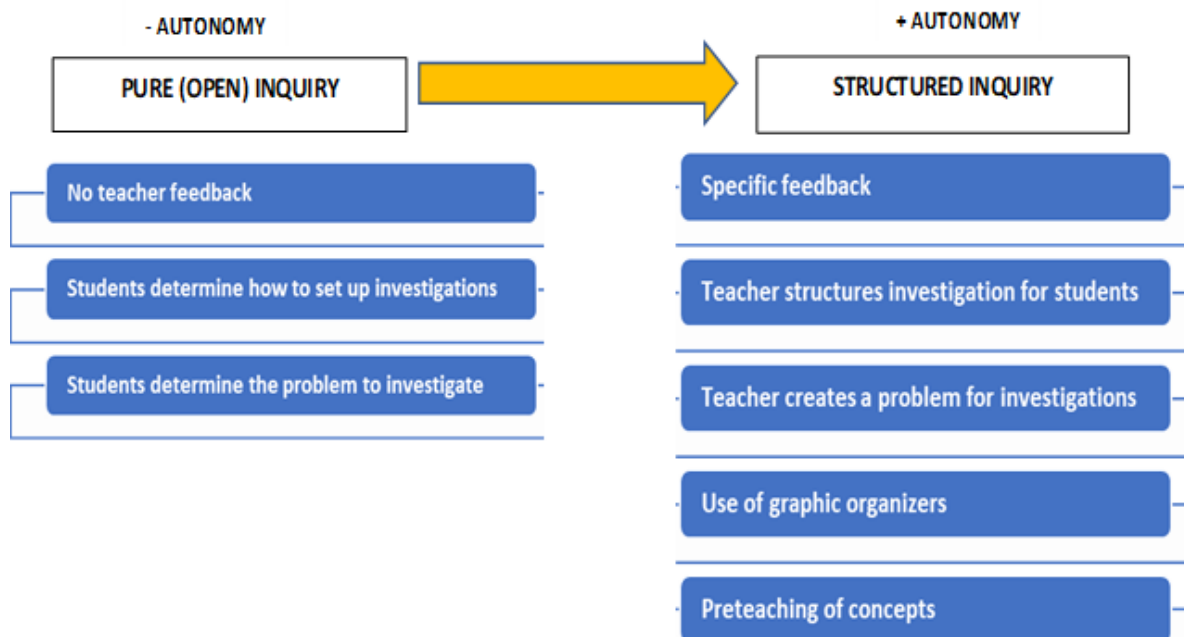 - AUTONOMY
PURE (OPEN) INQUIRY
No teacher feedback
Students determine how to set up investigations
Students determine the problem to investigate
+ AUTONOMY
STRUCTURED INQUIRY
Specific feedback
Teacher structures investigation for students
Teacher creates a problem for investigations
Use of graphic organizers
Preteaching of concepts